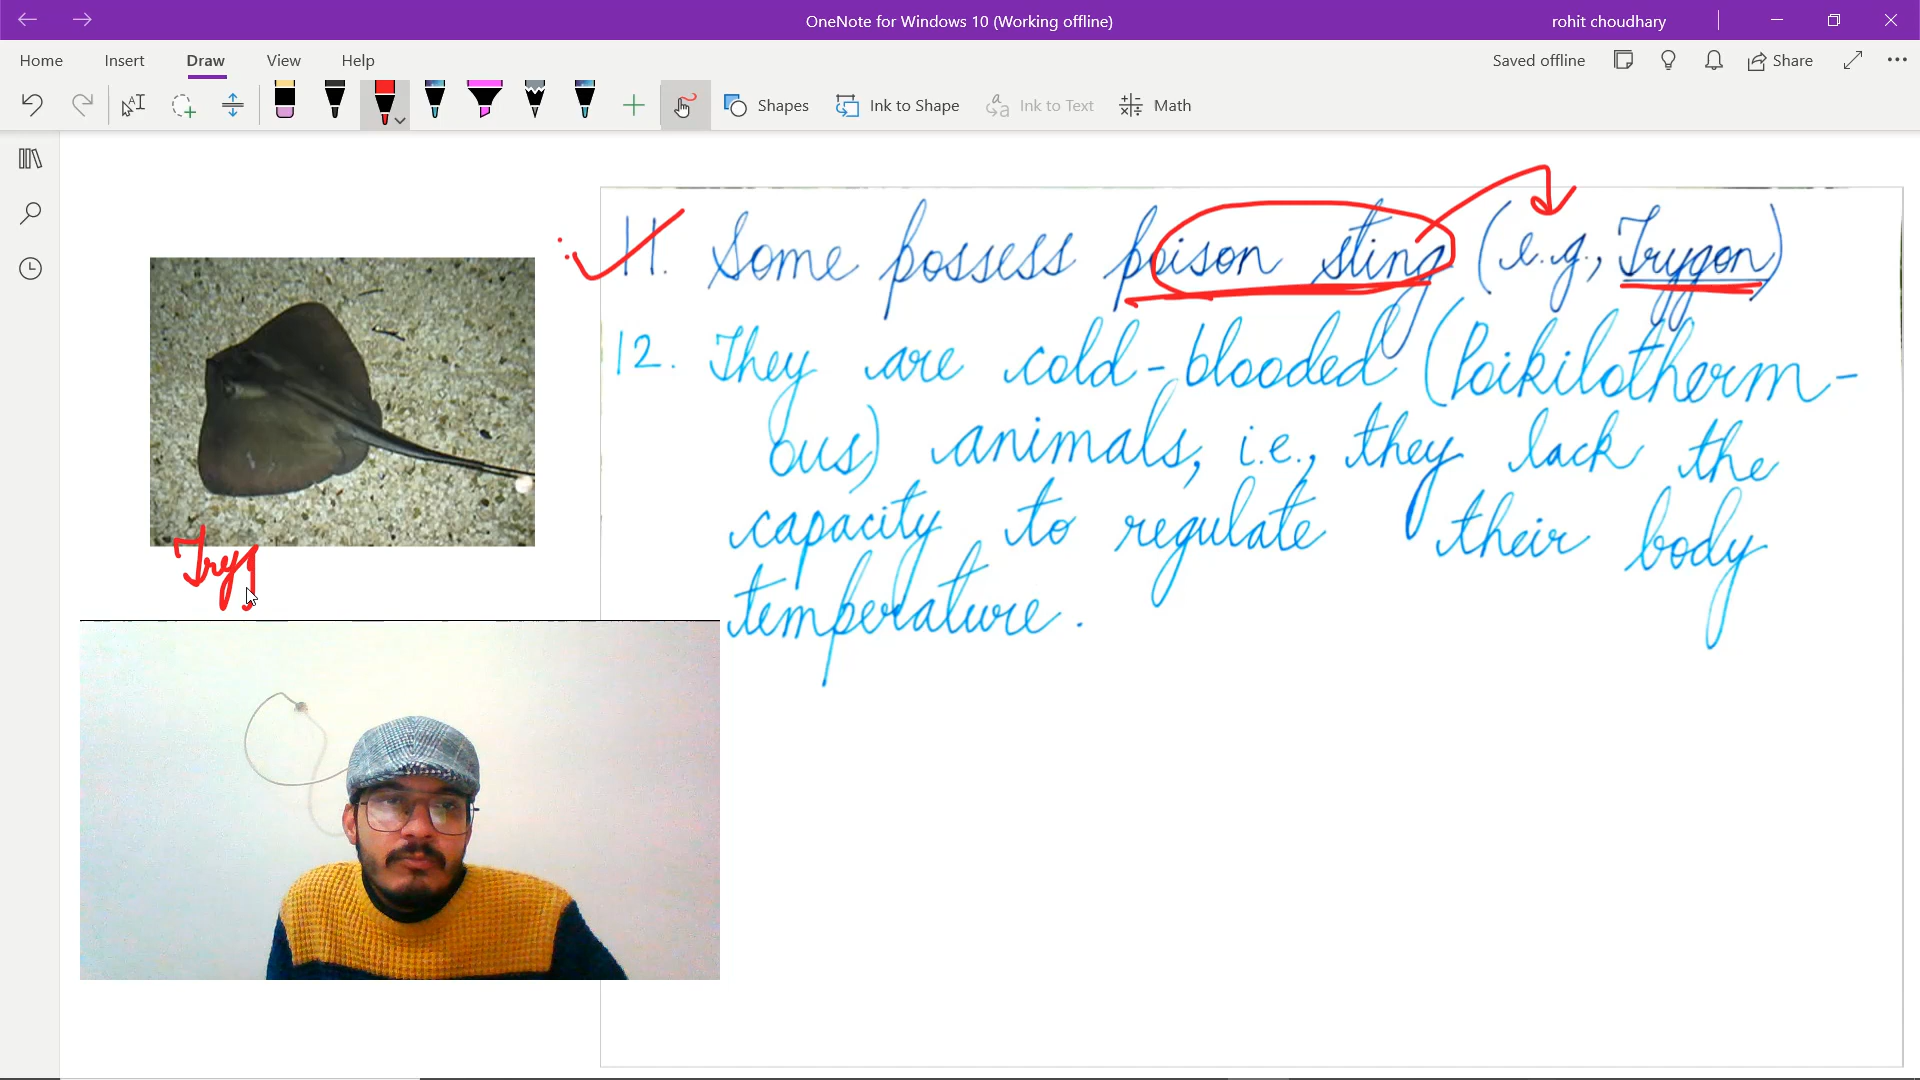 OneNote for Windows 10 (Working offline)
rohit choudhary
Home Insert Draw View Help
Saved offline
Share
Shapes
Ink to Shape
Ink to Text
Math
11. Some possess poison sting (e.g., Trygon)
12. They are cold-blooded (Poikilotherm-
ous) animals, i.e., they lack the
capacity to regulate their body
temperature.
Tryg